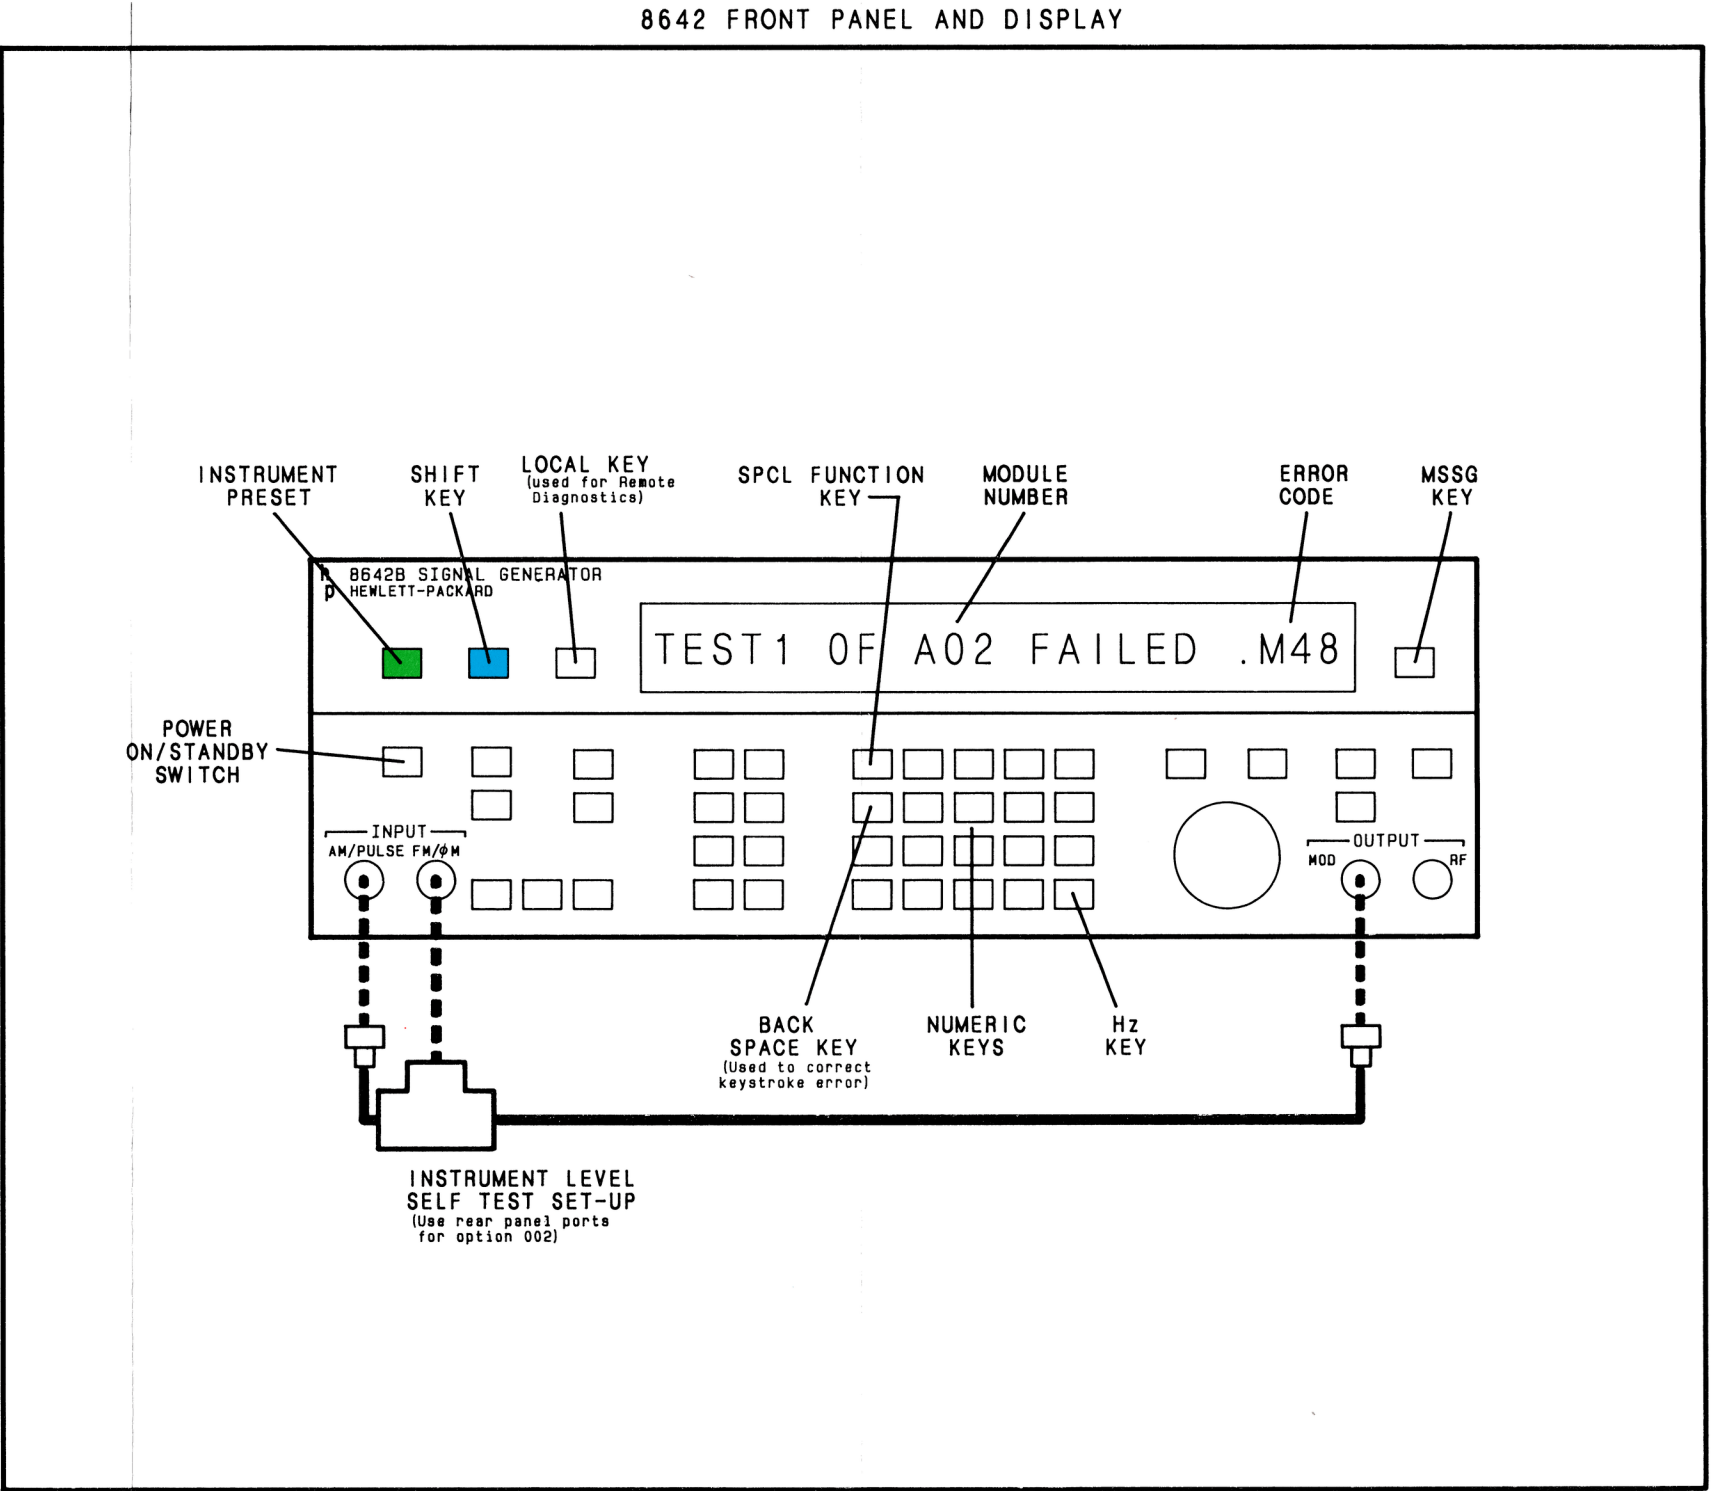 8642 FRONT PANEL AND DISPLAY
INSTRUMENT
PRESET
SHIFT
KEY
LOCAL KEY
(used for Remote
Diagnostics)
SPCL FUNCTION
KEY
MODULE
NUMBER
ERROR
CODE
MSSG
KEY
hp
8642B SIGNAL GENERATOR
HEWLETT-PACKARD
TEST1 OF A02 FAILED .M48
POWER
ON/STANDBY
SWITCH
INPUT
AM/PULSE FM/ØM
OUTPUT
MOD
RF
BACK
SPACE KEY
(Used to correct
keystroke error)
NUMERIC
KEYS
Hz
KEY
INSTRUMENT LEVEL
SELF TEST SET-UP
(Use rear panel ports
for option 002)